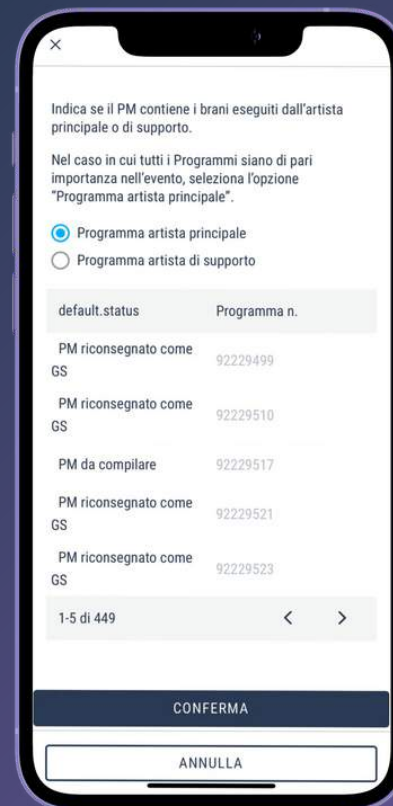 Indica se il PM contiene i brani eseguiti dall'artista
principale o di supporto.
Nel caso in cui tutti i Programmi siano di pari
importanza nell'evento, seleziona l'opzione
"Programma artista principale".
Programma artista principale
Programma artista di supporto
default.status Programma n.
PM riconsegnato come
GS 92229499
PM riconsegnato come
GS 92229510
PM da compilare 92229517
PM riconsegnato come
GS 92229521
PM riconsegnato come
GS 92229523
1-5 di 449
CONFERMA
ANNULLA